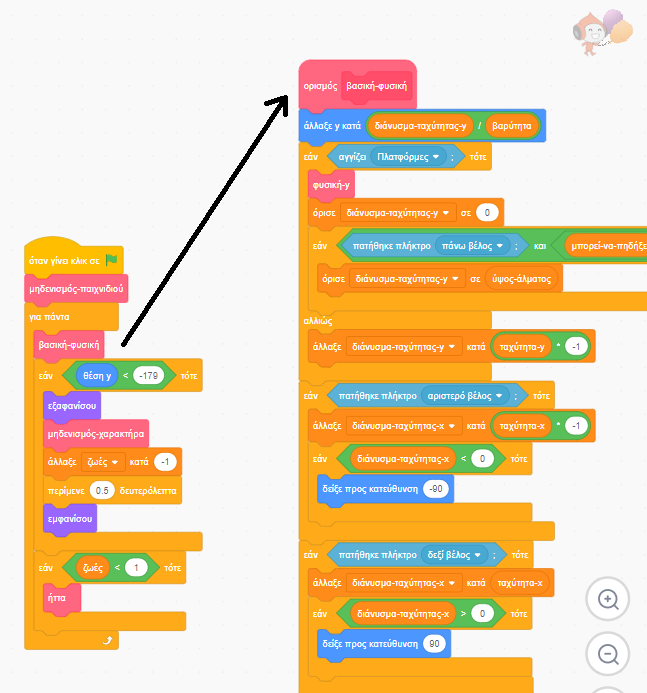 όταν γίνει κλικ σε
μηδενισμός-παιχνιδιού
για πάντα
βασική-φυσική
εάν θέση y < -179 τότε
εξαφανίσου
μηδενισμός-χαρακτήρα
άλλαξε ζωές κατά -1
περίμενε 0.5 δευτερόλεπτα
εμφανίσου
εάν ζωές < 1 τότε
ήττα
ορισμός βασική-φυσική
άλλαξε y κατά διάνυσμα-ταχύτητας-y / βαρύτητα
εάν αγγίζει Πλατφόρμες ; τότε
φυσική-y
όρισε διάνυσμα-ταχύτητας-y σε 0
εάν πατήθηκε πλήκτρο πάνω βέλος ; και μπορεί-να-πηδήξε
όρισε διάνυσμα-ταχύτητας-y σε ύψος-άλματος
αλλιώς
άλλαξε διάνυσμα-ταχύτητας-y κατά ταχύτητα-y * -1
εάν πατήθηκε πλήκτρο αριστερό βέλος ; τότε
άλλαξε διάνυσμα-ταχύτητας-x κατά ταχύτητα-x * -1
εάν διάνυσμα-ταχύτητας-x < 0 τότε
δείξε προς κατεύθυνση -90
εάν πατήθηκε πλήκτρο δεξί βέλος ; τότε
άλλαξε διάνυσμα-ταχύτητας-x κατά ταχύτητα-x
εάν διάνυσμα-ταχύτητας-x > 0 τότε
δείξε προς κατεύθυνση 90